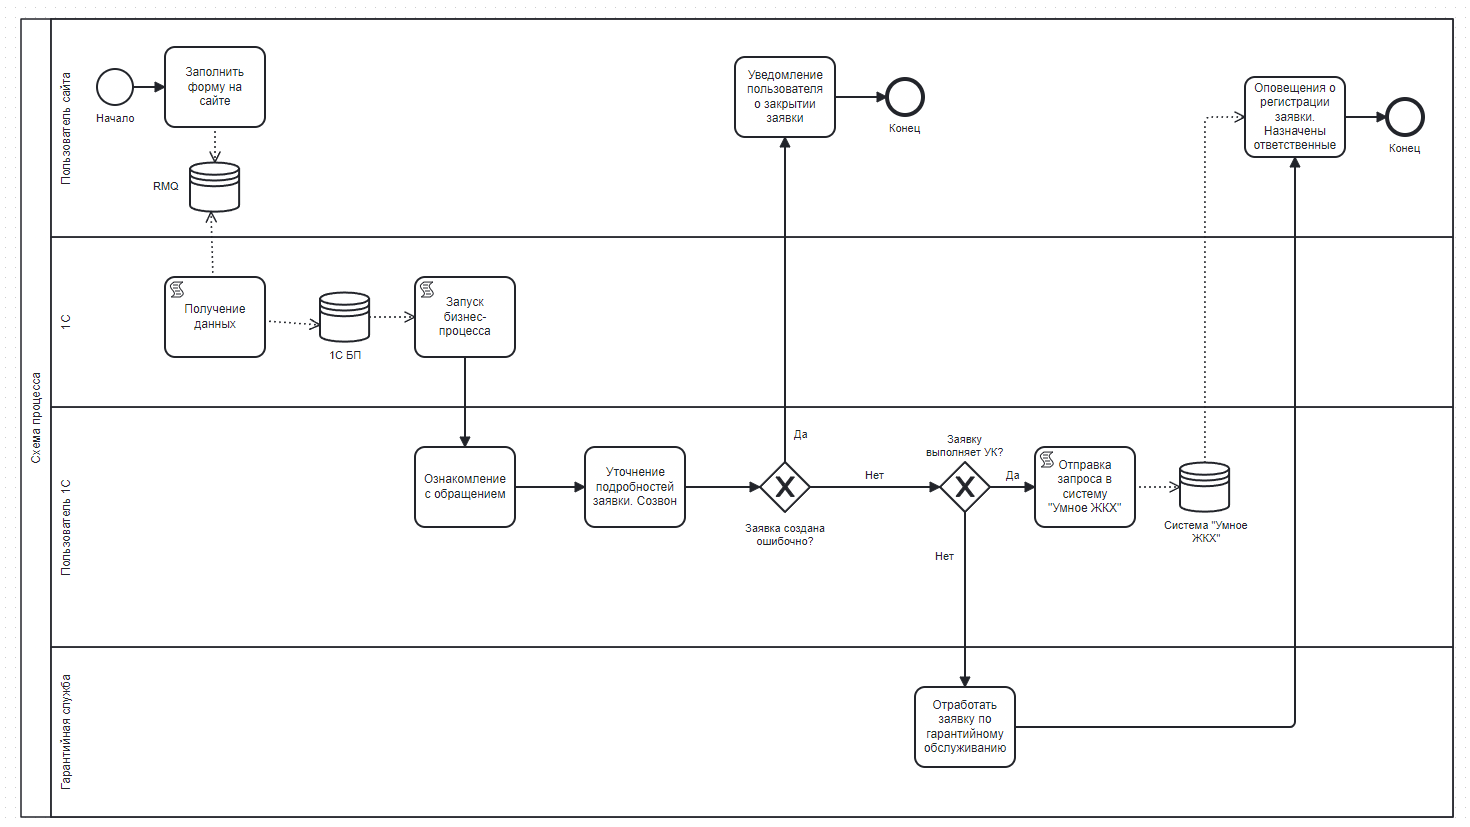 Схема процесса
Пользователь сайта
Начало
Заполнить
форму на
сайте
RMQ
Уведомление
пользователя
о закрытии
заявки
Конец
Оповещения о
регистрации
заявки.
Назначены
ответственные
Конец
1С
Получение
данных
1С БП
Запуск
бизнес-
процесса
Пользователь 1С
Ознакомление
с обращением
Уточнение
подробностей
заявки. Созвон
Да
Заявка создана
ошибочно?
Нет
Заявку
выполняет УК?
Да
Нет
Отправка
запроса в
систему
"Умное ЖКХ"
Система "Умное
ЖКХ"
Гарантийная служба
Отработать
заявку по
гарантийному
обслуживанию